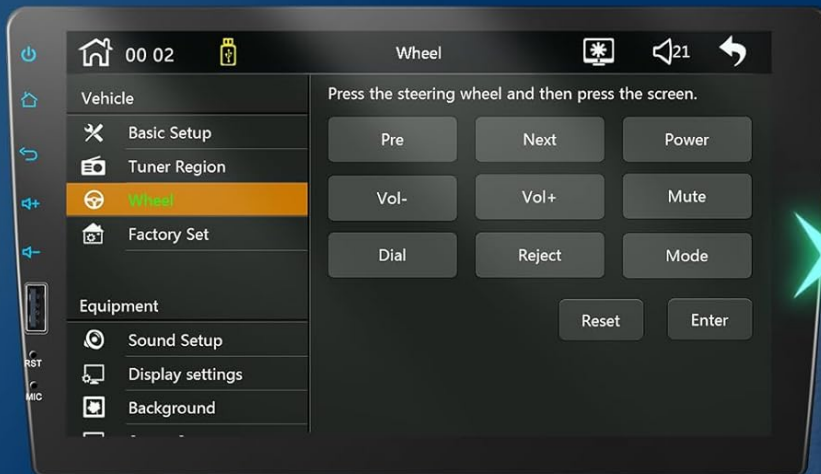 00 02
Wheel
21
Vehicle
Basic Setup
Tuner Region
Wheel
Factory Set
Equipment
Sound Setup
Display settings
Background
Press the steering wheel and then press the screen.
Pre Next Power
Vol- Vol+ Mute
Dial Reject Mode
Reset Enter
RST
MIC